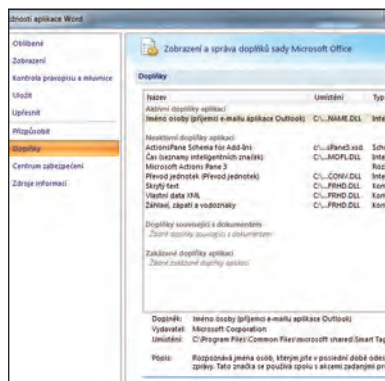 žnosti aplikace Word
Oblíbené
Zobrazení
Kontrola pravopisu a mluvnice
Uložit
Upřesnit
Přizpůsobit
Doplňky
Centrum zabezpečení
Zdroje informací
Zobrazení a správa doplňků sady Microsoft Office
Doplňky
Název Umístění Typ
Aktivní doplňky aplikací
Jméno osoby (příjemci e-mailu aplikace Outlook) C:\...NAME.DLL Inte
Neaktivní doplňky aplikací
ActionsPane Schema for Add-Ins c:\...sPane3.xsd Sché
Čas (seznamy inteligentních značek) C:\...MOFL.DLL Inte
Microsoft Actions Pane 3 Roz
Převod jednotek (Převod jednotek) C:\...CONV.DLL Inte
Skrytý text C:\...FRHD.DLL Kon
Vlastní data XML C:\...FRHD.DLL Kon
Záhlaví, zápatí a vodoznaky C:\...FRHD.DLL Kon
Doplňky související s dokumentem
Žádné doplňky související s dokumentem
Zakázané doplňky aplikací
Žádné zakázané doplňky aplikací
Doplněk: Jméno osoby (příjemci e-mailu aplikace Outlook)
Vydavatel: Microsoft Corporation
Umístění: C:\Program Files\Common Files\microsoft shared\Smart Tag
Popis: Rozpoznává jména osob, kterým jste v poslední době odes
zprávy. Tato značka se používá spolu s akcemi zadanými pr